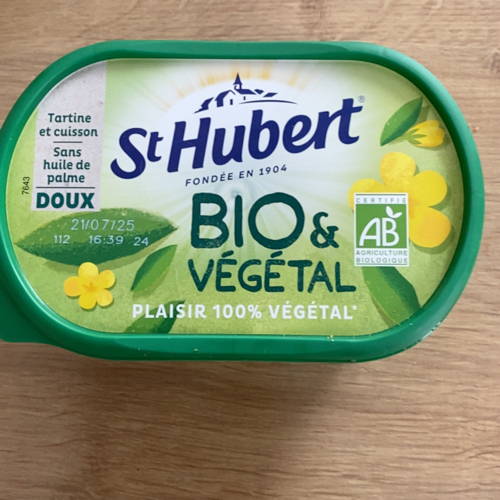 Tartine
et cuisson
Sans
huile de
palme
DOUX
7643
21/07/25
112 16:39 24
St Hubert®
FONDÉE EN 1904
BIO &
VÉGÉTAL
PLAISIR 100% VÉGÉTAL*
CERTIFIÉ
AB
AGRICULTURE
BIOLOGIQUE